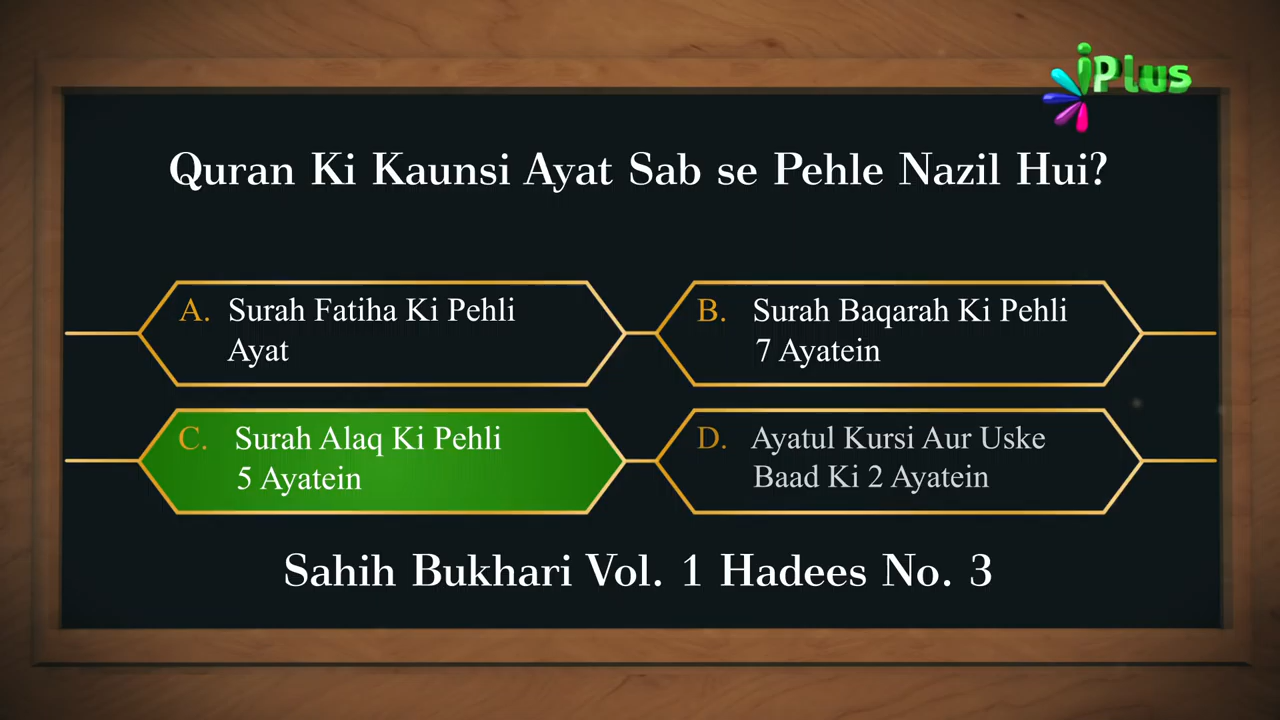 iPlus
Quran Ki Kaunsi Ayat Sab se Pehle Nazil Hui?
A. Surah Fatiha Ki Pehli
Ayat
B. Surah Baqarah Ki Pehli
7 Ayatein
C. Surah Alaq Ki Pehli
5 Ayatein
D. Ayatul Kursi Aur Uske
Baad Ki 2 Ayatein
Sahih Bukhari Vol. 1 Hadees No. 3